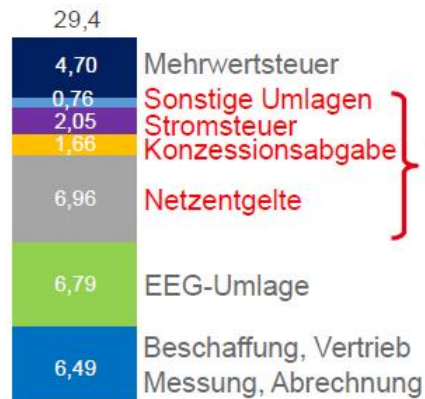 29,4
4,70 Mehrwertsteuer
0,76 Sonstige Umlagen
2,05 Stromsteuer
1,66 Konzessionsabgabe
6,96 Netzentgelte
6,79 EEG-Umlage
6,49 Beschaffung, Vertrieb
Messung, Abrechnung